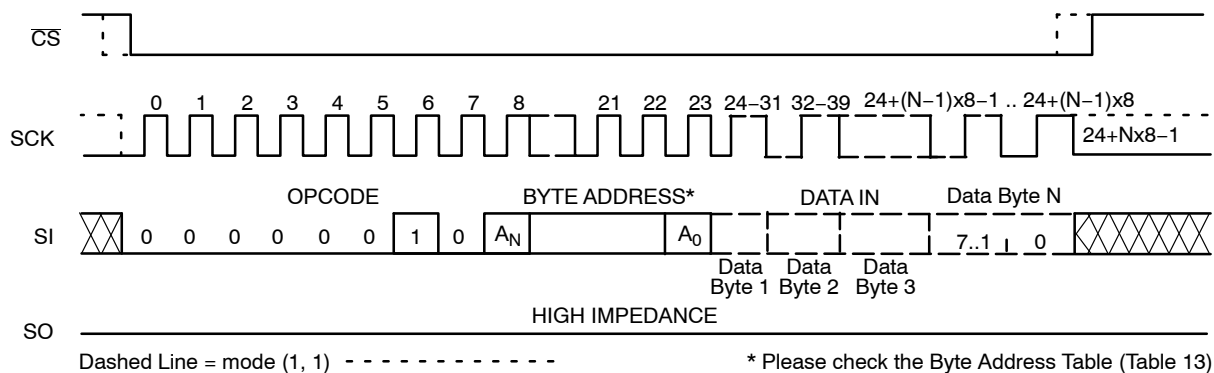 CS
0 1 2 3 4 5 6 7 8 21 22 23 24–31 32–39 24+(N–1)x8–1 .. 24+(N–1)x8
SCK
24+Nx8–1
OPCODE BYTE ADDRESS* DATA IN Data Byte N
SI
0 0 0 0 0 0 1 0 AN A0 7..1 0
Data Byte 1
Data Byte 2
Data Byte 3
HIGH IMPEDANCE
SO
Dashed Line = mode (1, 1)
* Please check the Byte Address Table (Table 13)